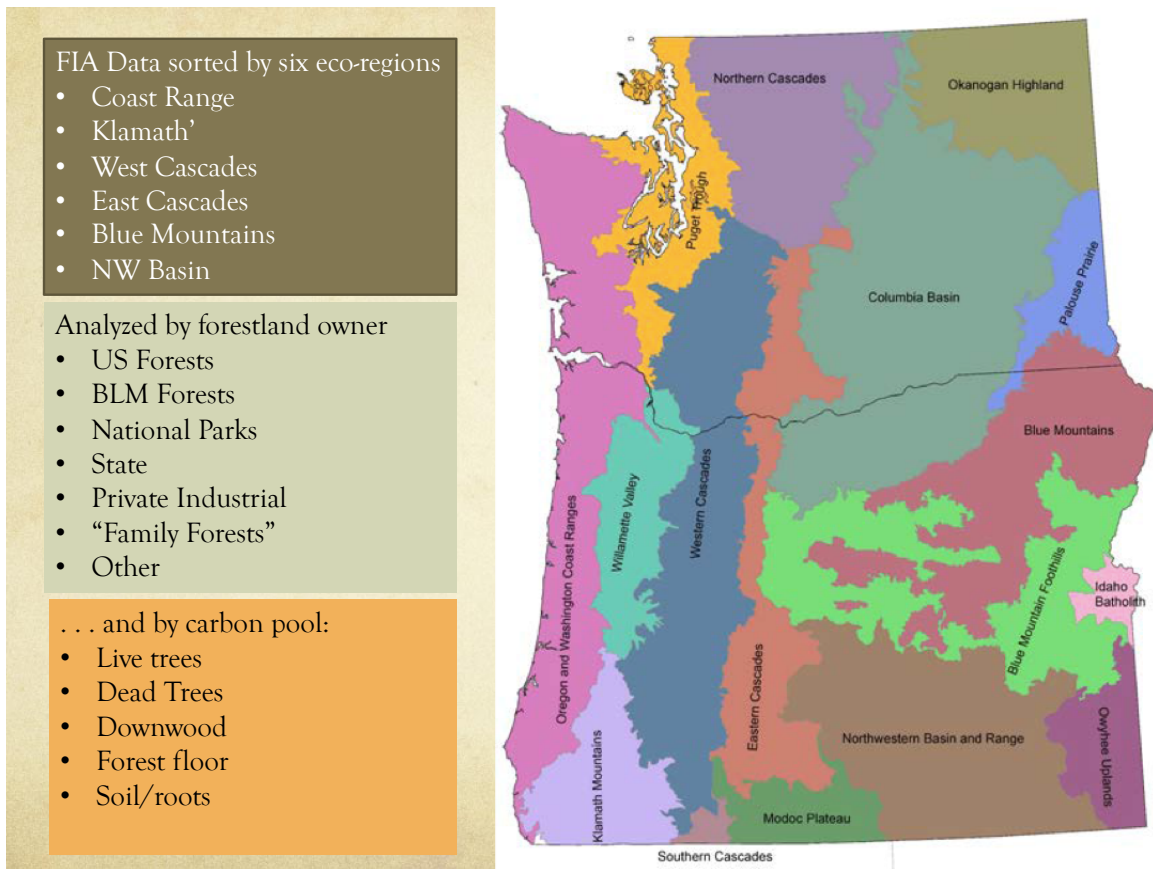 FIA Data sorted by six eco-regions
• Coast Range
• Klamath’
• West Cascades
• East Cascades
• Blue Mountains
• NW Basin
Analyzed by forestland owner
• US Forests
• BLM Forests
• National Parks
• State
• Private Industrial
• “Family Forests”
• Other
. . . and by carbon pool:
• Live trees
• Dead Trees
• Downwood
• Forest floor
• Soil/roots
Northern Cascades
Okanogan Highland
Puget Trough
Columbia Basin
Palouse Prairie
Blue Mountains
Oregon and Washington Coast Ranges
Willamette Valley
Western Cascades
Blue Mountain Foothills
Idaho
Batholith
Eastern Cascades
Northwestern Basin and Range
Owyhee Uplands
Klamath Mountains
Modoc Plateau
Southern Cascades